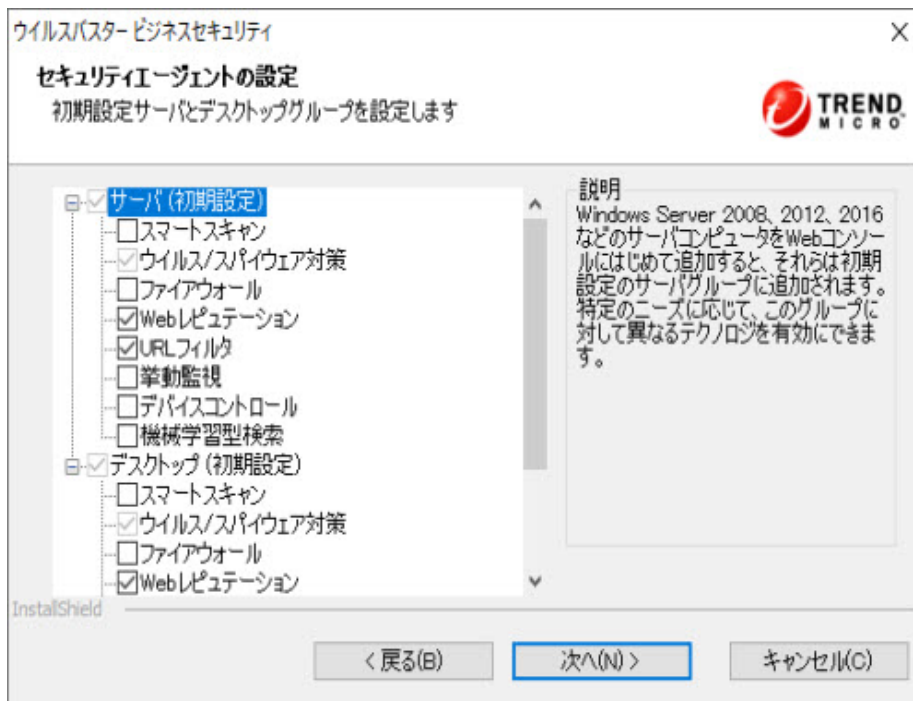 ウイルスバスター ビジネスセキュリティ
セキュリティエージェントの設定
初期設定サーバとデスクトップグループを設定します
TREND
MICRO
サーバ (初期設定)
スマートスキャン
ウイルス/スパイウェア対策
ファイアウォール
Webレピュテーション
URLフィルタ
挙動監視
デバイスコントロール
機械学習型検索
デスクトップ (初期設定)
スマートスキャン
ウイルス/スパイウェア対策
ファイアウォール
Webレピュテーション
説明
Windows Server 2008、2012、2016
などのサーバコンピュータをWebコンソー
ルにはじめて追加すると、それらは初期
設定のサーバグループに追加されます。
特定のニーズに応じて、このグループに
対して異なるテクノロジを有効にできま
す。
InstallShield
< 戻る(B)
次へ(N) >
キャンセル(C)